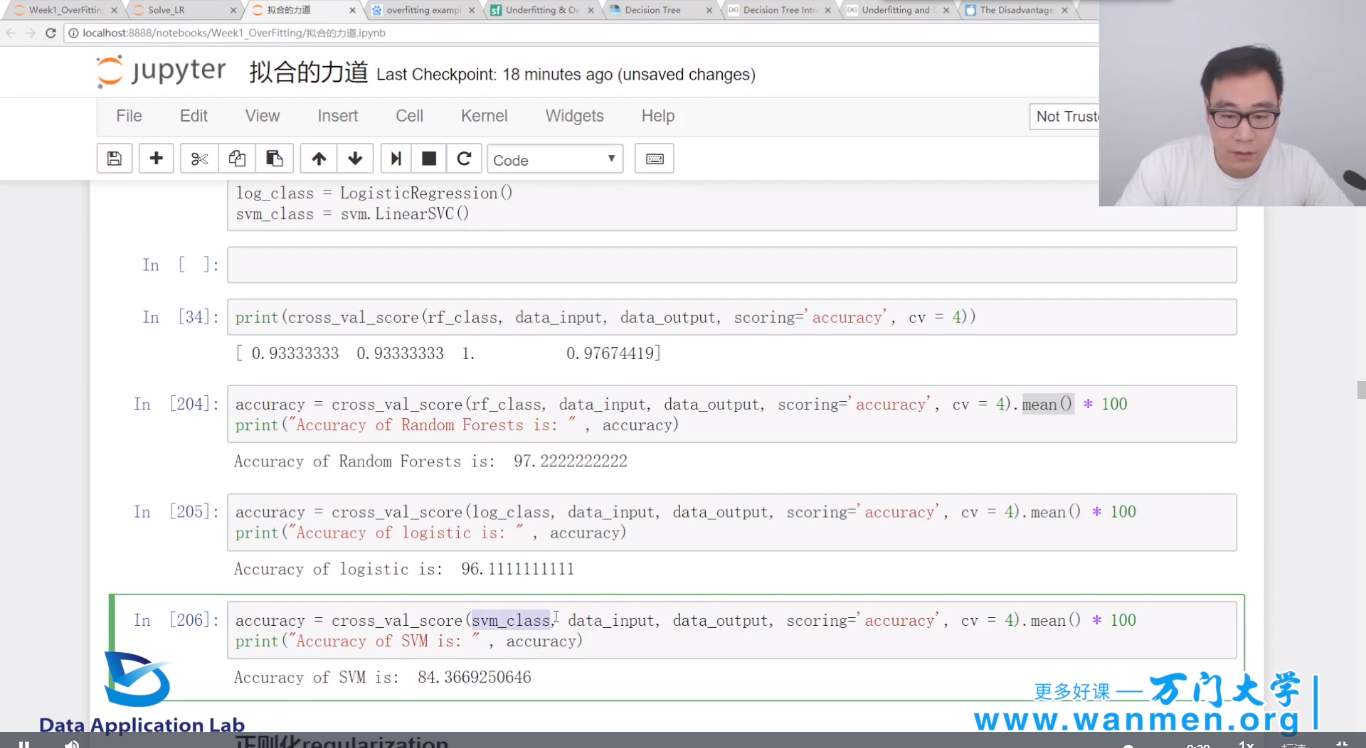 Week1_OverFitting
Solve_LR
拟合的力道
overfitting exampl
Underfitting & Ov
Decision Tree
Decision Tree Intr
Underfitting and
The Disadvantage
localhost:8888/notebooks/Week1_OverFitting/拟合的力道.ipynb
jupyter 拟合的力道 Last Checkpoint: 18 minutes ago (unsaved changes)
File Edit View Insert Cell Kernel Widgets Help
Not Truste
Code
log_class = LogisticRegression()
svm_class = svm.LinearSVC()
In [ ]:
In [34]: print(cross_val_score(rf_class, data_input, data_output, scoring='accuracy', cv = 4))
[ 0.93333333 0.93333333 1. 0.97674419]
In [204]: accuracy = cross_val_score(rf_class, data_input, data_output, scoring='accuracy', cv = 4).mean() * 100
print("Accuracy of Random Forests is: " , accuracy)
Accuracy of Random Forests is: 97.2222222222
In [205]: accuracy = cross_val_score(log_class, data_input, data_output, scoring='accuracy', cv = 4).mean() * 100
print("Accuracy of logistic is: " , accuracy)
Accuracy of logistic is: 96.1111111111
In [206]: accuracy = cross_val_score(svm_class, data_input, data_output, scoring='accuracy', cv = 4).mean() * 100
print("Accuracy of SVM is: " , accuracy)
Accuracy of SVM is: 84.3669250646
更多好课 — 万门大学
www.wanmen.org
Data Application Lab
正则化regularization
1x